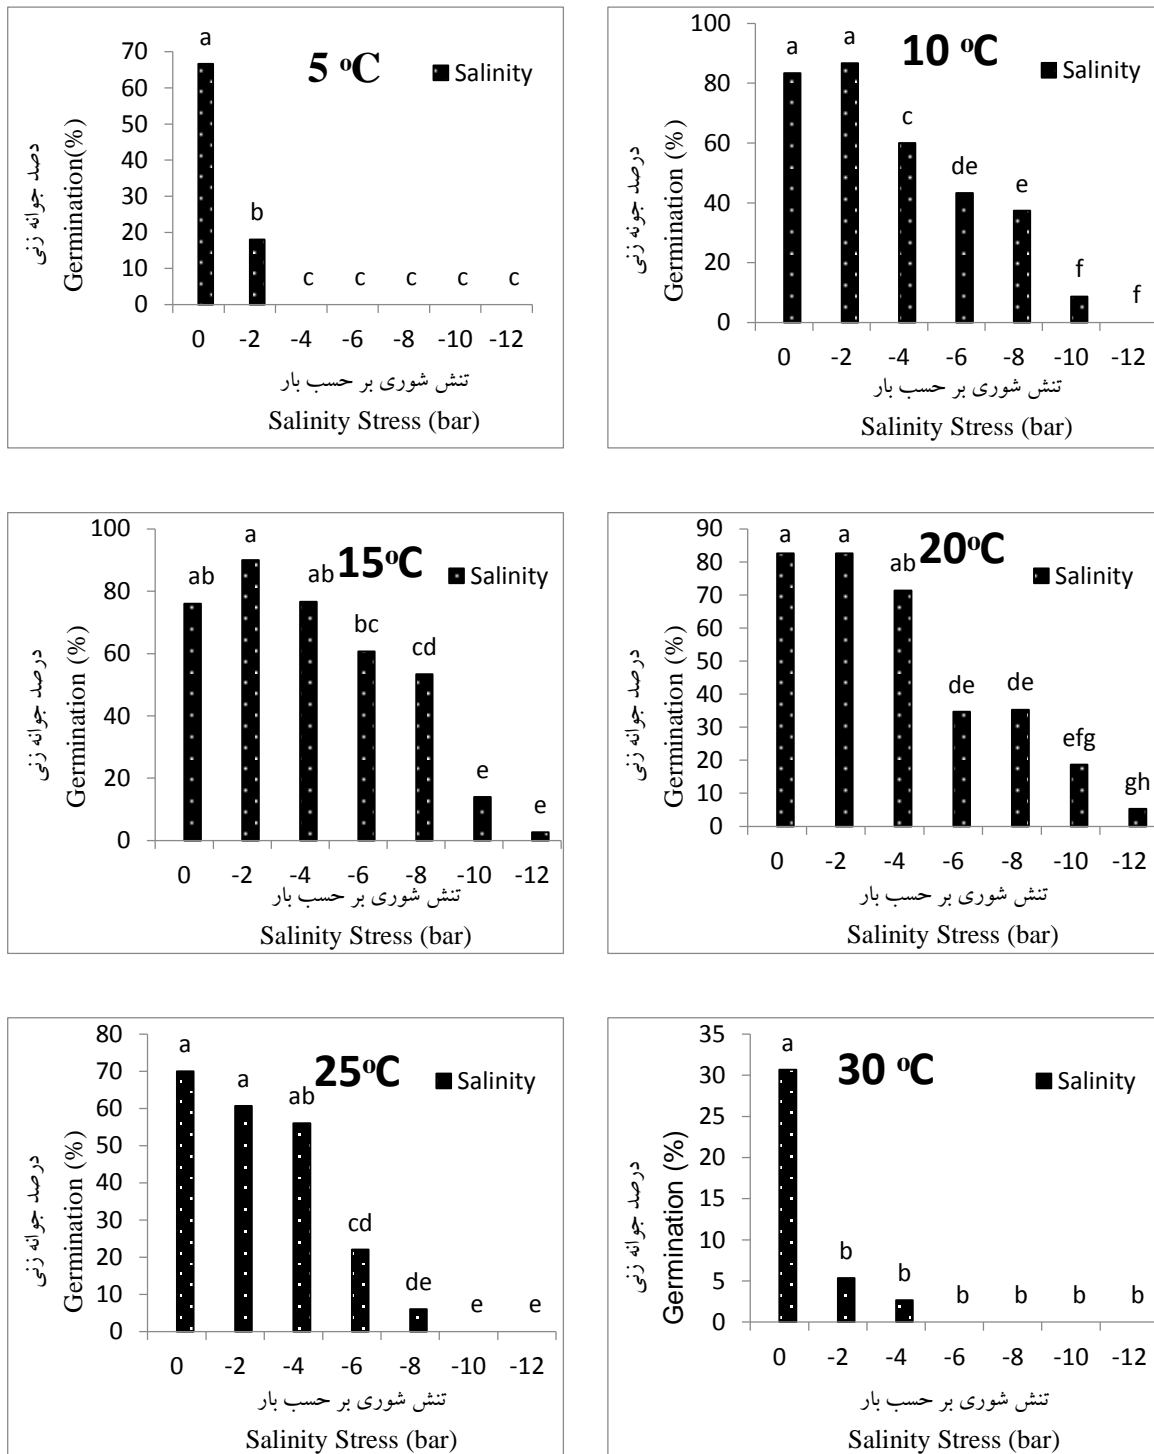 5 ºC
Salinity
a
70
60
50
40
30
20
10
0
b
c c c c c
0 -2 -4 -6 -8 -10 -12
دصد جوانه زنی
Germination(%)
تنش شوری بر حسب بار
Salinity Stress (bar)
10 ºC
Salinity
100
80
60
40
20
0
a a c de e f f
0 -2 -4 -6 -8 -10 -12
درصد جونه زنی
Germination (%)
تنش شوری بر حسب بار
Salinity Stress (bar)
15ºC
Salinity
100
80
60
40
20
0
ab a ab bc cd e e
0 -2 -4 -6 -8 -10 -12
درصد جوانه زنی
Germination (%)
تنش شوری بر حسب بار
Salinity Stress (bar)
20ºC
Salinity
90
80
70
60
50
40
30
20
10
0
a a ab de de efg gh
0 -2 -4 -6 -8 -10 -12
درصد جوانه زنی
Germination (%)
تنش شوری بر حسب بار
Salinity Stress (bar)
25ºC
Salinity
80
70
60
50
40
30
20
10
0
a a ab cd de e e
0 -2 -4 -6 -8 -10 -12
درصد جوانه زنی
Germination (%)
تنش شوری بر حسب بار
Salinity Stress (bar)
30 ºC
Salinity
35
30
25
20
15
10
5
0
a b b b b b b
0 -2 -4 -6 -8 -10 -12
درصد جوانه زنی
Germination (%)
تنش شوری بر حسب بار
Salinity Stress (bar)